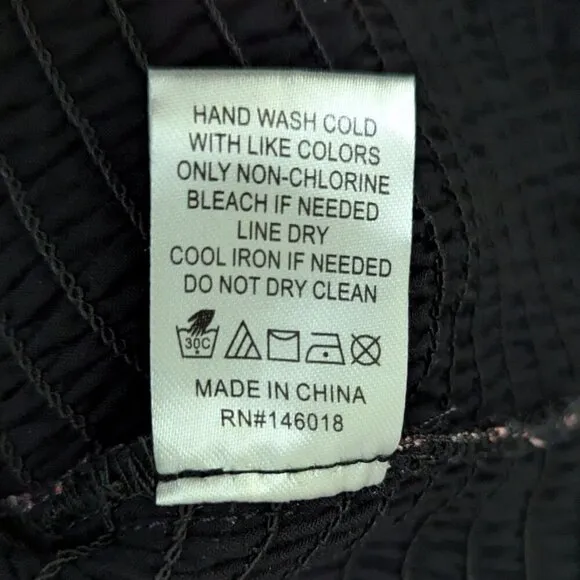 HAND WASH COLD
WITH LIKE COLORS
ONLY NON-CHLORINE
BLEACH IF NEEDED
LINE DRY
COOL IRON IF NEEDED
DO NOT DRY CLEAN
30C
MADE IN CHINA
RN#146018